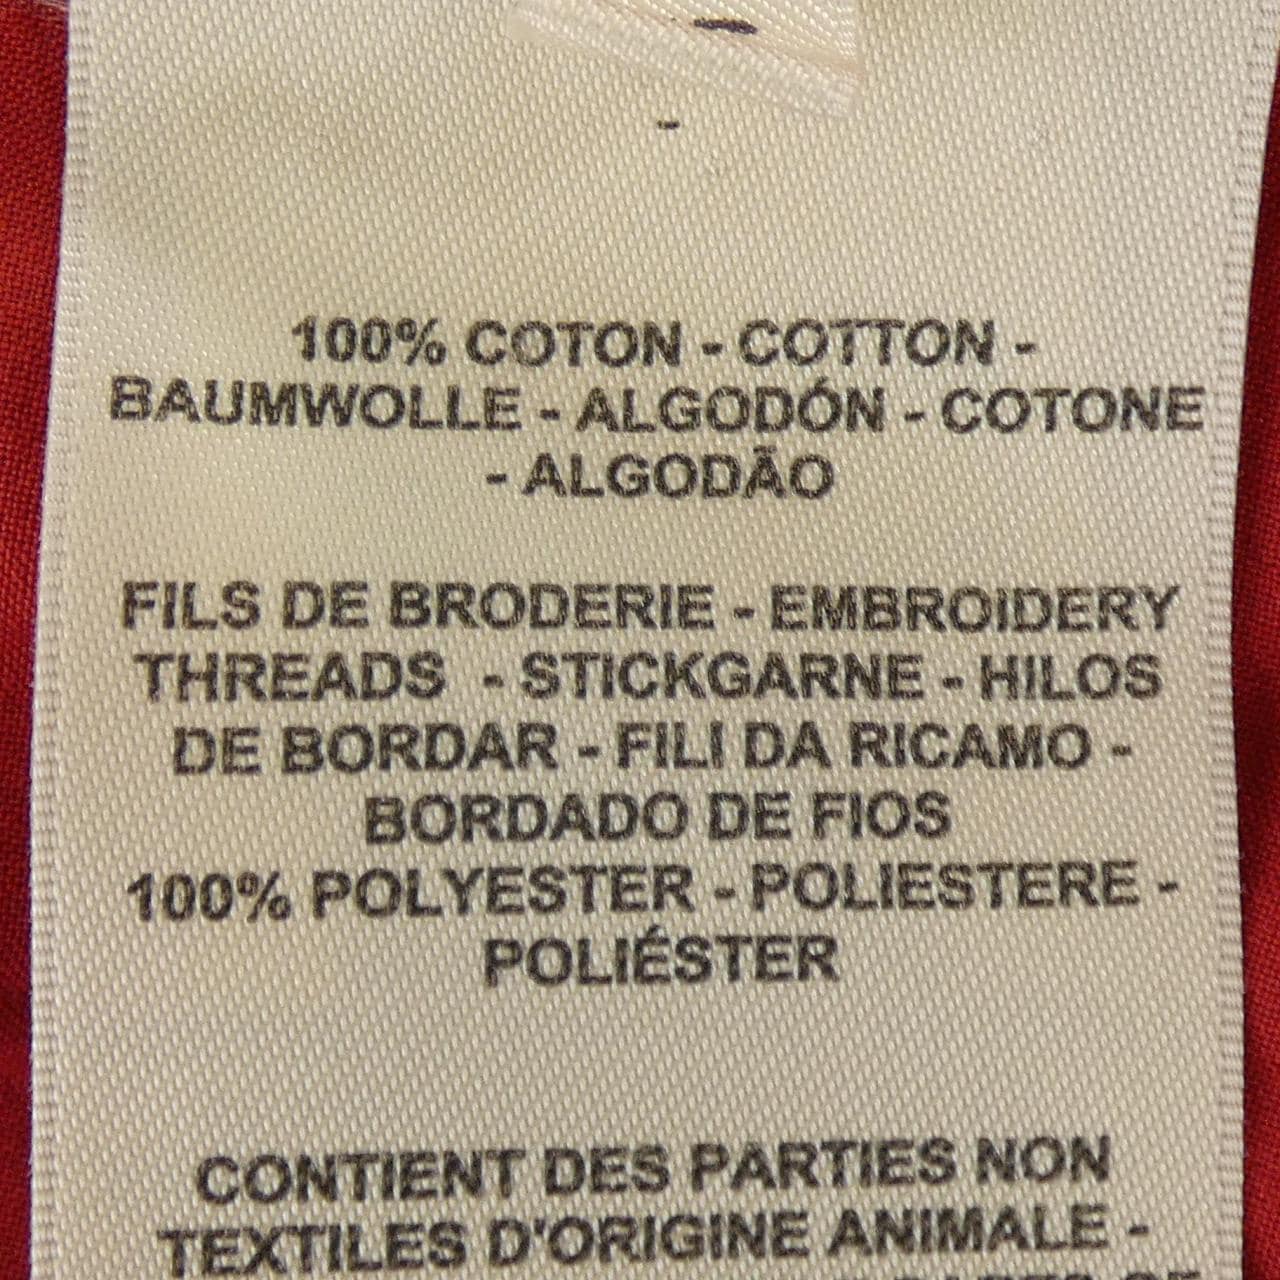 100% COTON - COTTON -
BAUMWOLLE - ALGODÓN - COTONE
- ALGODÃO
FILS DE BRODERIE - EMBROIDERY
THREADS - STICKGARNE - HILOS
DE BORDAR - FILI DA RICAMO -
BORDADO DE FIOS
100% POLYESTER - POLIESTERE -
POLIÉSTER
CONTIENT DES PARTIES NON
TEXTILES D'ORIGINE ANIMALE -